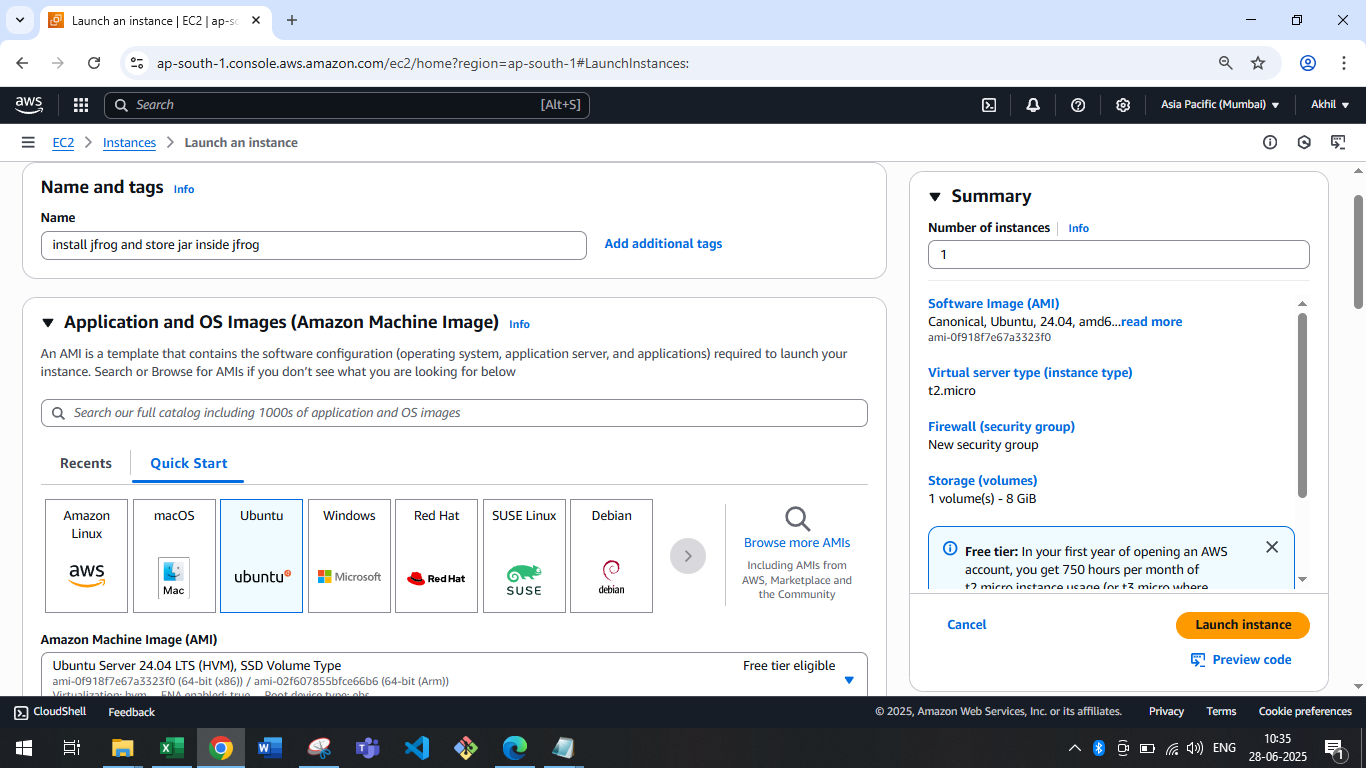 Launch an instance | EC2 | ap-so
ap-south-1.console.aws.amazon.com/ec2/home?region=ap-south-1#LaunchInstances:
aws
Search
[Alt+S]
Asia Pacific (Mumbai)
Akhil
EC2
Instances
Launch an instance
Name and tags Info
Name
install jfrog and store jar inside jfrog
Add additional tags
Application and OS Images (Amazon Machine Image) Info
An AMI is a template that contains the software configuration (operating system, application server, and applications) required to launch your
instance. Search or Browse for AMIs if you don't see what you are looking for below
Search our full catalog including 1000s of application and OS images
Recents
Quick Start
Amazon
Linux
aws
macOS
Mac
Ubuntu
ubuntu
Windows
Microsoft
Red Hat
Red Hat
SUSE Linux
SUSE
Debian
debian
Browse more AMIs
Including AMIs from
AWS, Marketplace and
the Community
Amazon Machine Image (AMI)
Ubuntu Server 24.04 LTS (HVM), SSD Volume Type
Free tier eligible
ami-0f918f7e67a3323f0 (64-bit (x86)) / ami-02f607855bfce66b6 (64-bit (Arm))
Virtualization: hvm ENA enabled: true Root device type: ebs
Summary
Number of instances Info
1
Software Image (AMI)
Canonical, Ubuntu, 24.04, amd6...read more
ami-0f918f7e67a3323f0
Virtual server type (instance type)
t2.micro
Firewall (security group)
New security group
Storage (volumes)
1 volume(s) - 8 GiB
Free tier: In your first year of opening an AWS
account, you get 750 hours per month of
t2.micro instance usage (or t3.micro where
Cancel
Launch instance
Preview code
CloudShell
Feedback
© 2025, Amazon Web Services, Inc. or its affiliates.
Privacy
Terms
Cookie preferences
ENG
10:35
28-06-2025
1